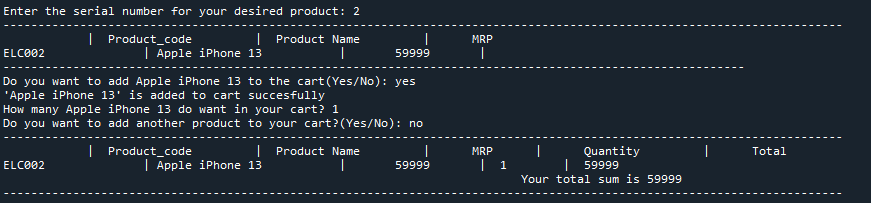 Enter the serial number for your desired product: 2
------------------------------------------------------------------------------------------------------------------------
| Product_code | Product Name | MRP
ELC002 | Apple iPhone 13 | 59999 |
----------------------------------------------------------------------------------------------------------
Do you want to add Apple iPhone 13 to the cart(Yes/No): yes
'Apple iPhone 13' is added to cart succesfully
How many Apple iPhone 13 do want in your cart? 1
Do you want to add another product to your cart?(Yes/No): no
------------------------------------------------------------------------------------------------------------------------
| Product_code | Product Name | MRP | Quantity | Total
ELC002 | Apple iPhone 13 | 59999 | 1 | 59999
Your total sum is 59999
------------------------------------------------------------------------------------------------------------------------